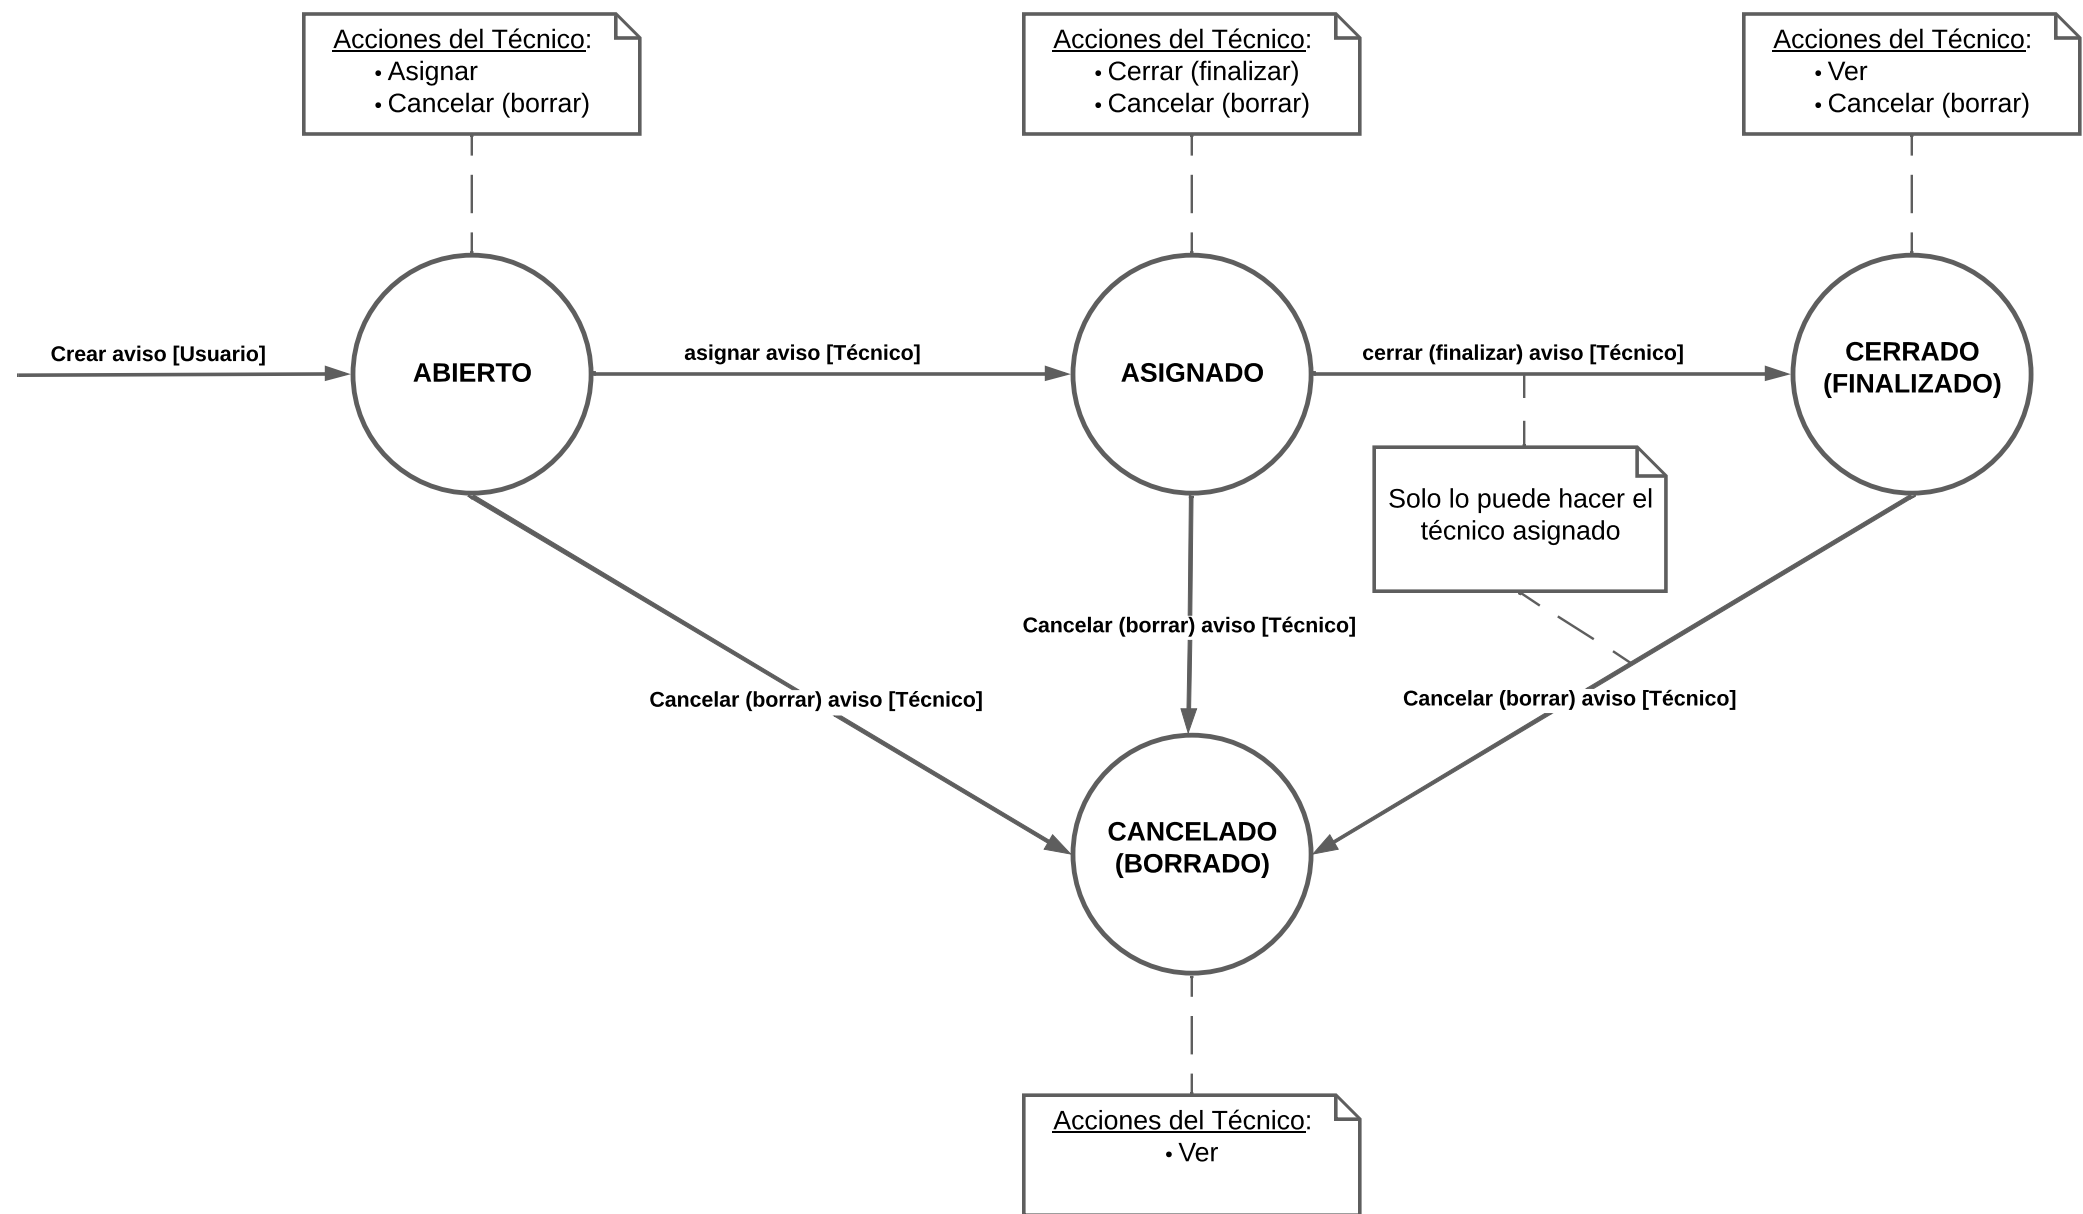 Acciones del Técnico:
• Asignar
• Cancelar (borrar)
Acciones del Técnico:
• Cerrar (finalizar)
• Cancelar (borrar)
Acciones del Técnico:
• Ver
• Cancelar (borrar)
Crear aviso [Usuario]
ABIERTO
asignar aviso [Técnico]
ASIGNADO
cerrar (finalizar) aviso [Técnico]
CERRADO
(FINALIZADO)
Solo lo puede hacer el
técnico asignado
Cancelar (borrar) aviso [Técnico]
Cancelar (borrar) aviso [Técnico]
Cancelar (borrar) aviso [Técnico]
CANCELADO
(BORRADO)
Acciones del Técnico:
• Ver